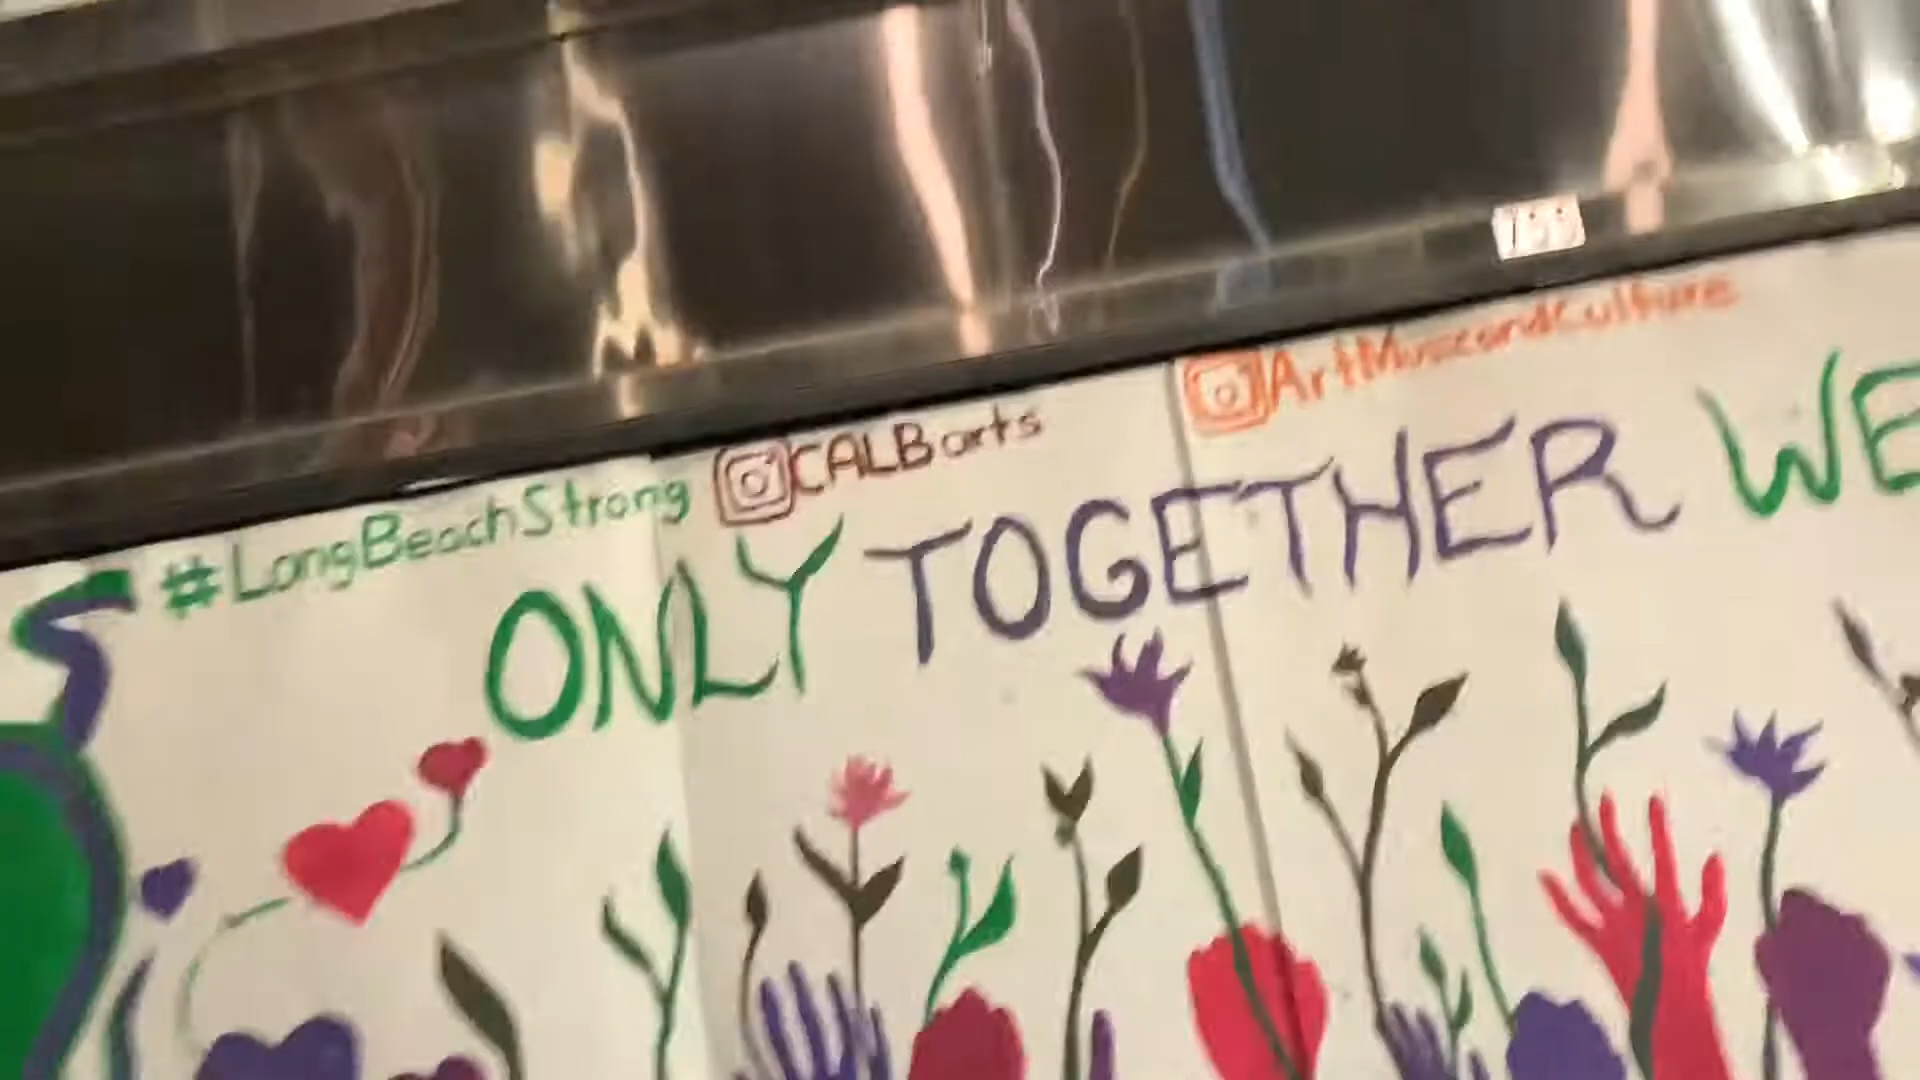 #LongBeachStrong
CALBarts
ArtMusicandCulture
ONLY TOGETHER WE